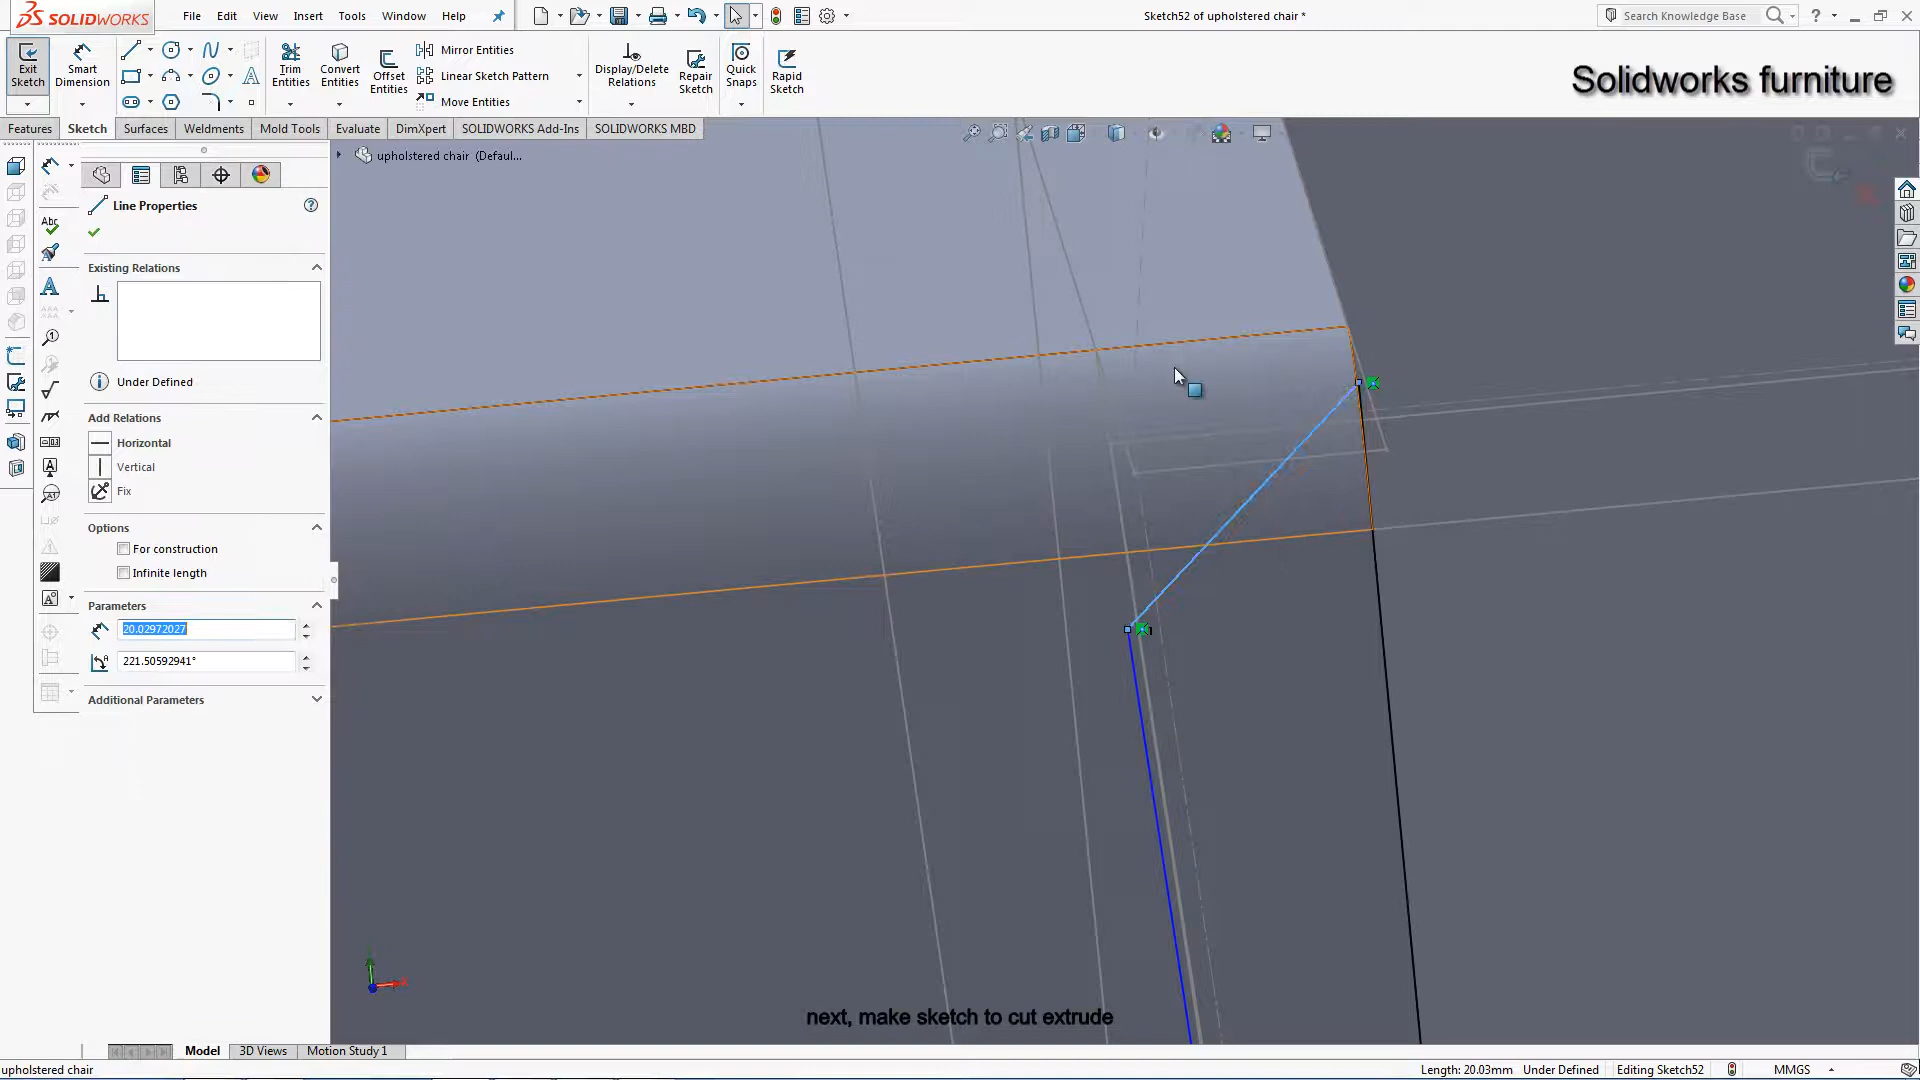 SOLIDWORKS
File Edit View Insert Tools Window Help
Sketch52 of upholstered chair *
Search Knowledge Base
Exit Sketch
Smart Dimension
Trim Entities
Convert Entities
Offset Entities
Mirror Entities
Linear Sketch Pattern
Move Entities
Display/Delete Relations
Repair Sketch
Quick Snaps
Rapid Sketch
Solidworks furniture
Features Sketch Surfaces Weldments Mold Tools Evaluate DimXpert SOLIDWORKS Add-Ins SOLIDWORKS MBD
upholstered chair (Defaul...
Line Properties
Existing Relations
Under Defined
Add Relations
Horizontal
Vertical
Fix
Options
For construction
Infinite length
Parameters
20.02972027
221.50592941°
Additional Parameters
next, make sketch to cut extrude
Model 3D Views Motion Study 1
upholstered chair
Length: 20.03mm Under Defined Editing Sketch52 MMGS